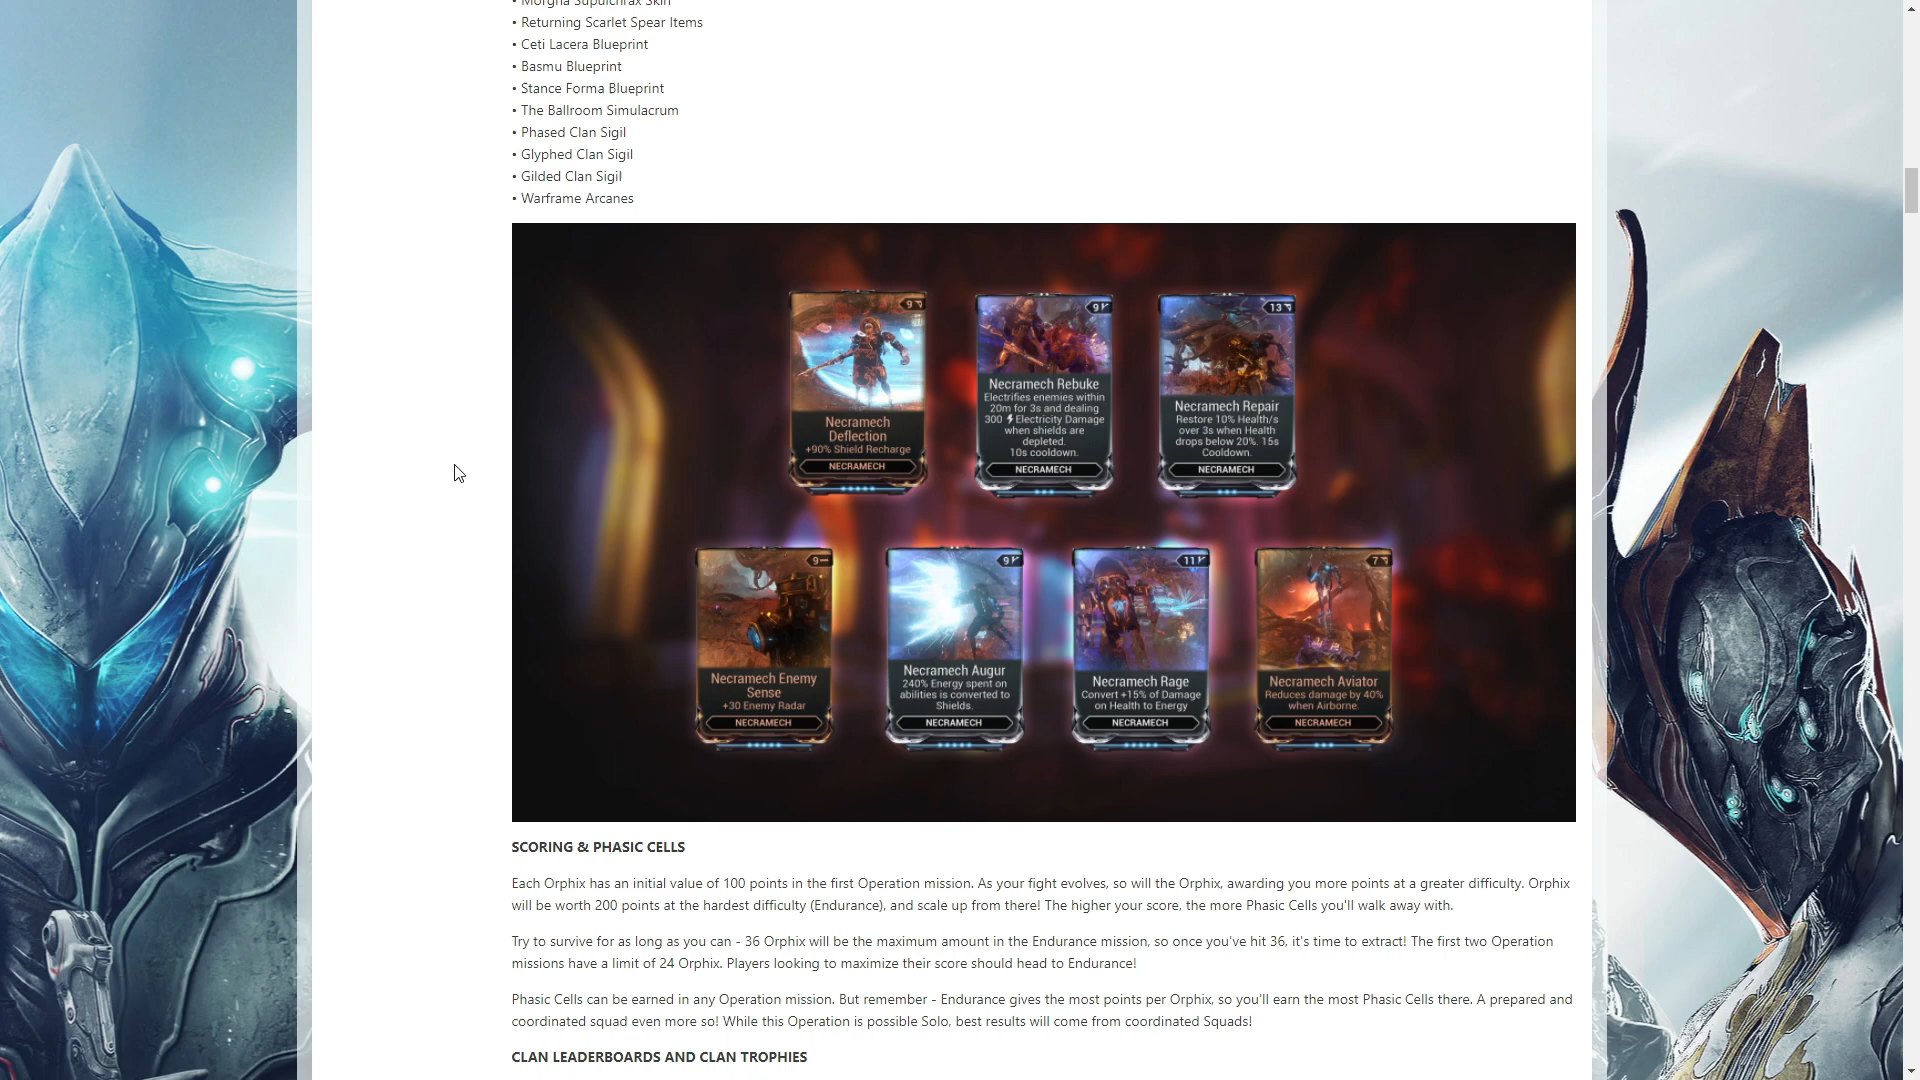 • Morgha Supulchrax Skin
• Returning Scarlet Spear Items
• Ceti Lacera Blueprint
• Basmu Blueprint
• Stance Forma Blueprint
• The Ballroom Simulacrum
• Phased Clan Sigil
• Glyphed Clan Sigil
• Gilded Clan Sigil
• Warframe Arcanes
9
Necramech
Deflection
+90% Shield Recharge
NECRAMECH
9
Necramech Rebuke
Electrifies enemies within
20m for 3s and dealing
300 Electricity Damage
when shields are
depleted.
10s cooldown.
NECRAMECH
13
Necramech Repair
Restore 10% Health/s
over 3s when Health
drops below 20%. 15s
Cooldown.
NECRAMECH
9
Necramech Enemy
Sense
+30 Enemy Radar
NECRAMECH
9
Necramech Augur
240% Energy spent on
abilities is converted to
Shields.
NECRAMECH
11
Necramech Rage
Convert +15% of Damage
on Health to Energy
NECRAMECH
7
Necramech Aviator
Reduces damage by 40%
when Airborne.
NECRAMECH
SCORING & PHASIC CELLS
Each Orphix has an initial value of 100 points in the first Operation mission. As your fight evolves, so will the Orphix, awarding you more points at a greater difficulty. Orphix
will be worth 200 points at the hardest difficulty (Endurance), and scale up from there! The higher your score, the more Phasic Cells you'll walk away with.
Try to survive for as long as you can - 36 Orphix will be the maximum amount in the Endurance mission, so once you've hit 36, it's time to extract! The first two Operation
missions have a limit of 24 Orphix. Players looking to maximize their score should head to Endurance!
Phasic Cells can be earned in any Operation mission. But remember - Endurance gives the most points per Orphix, so you'll earn the most Phasic Cells there. A prepared and
coordinated squad even more so! While this Operation is possible Solo, best results will come from coordinated Squads!
CLAN LEADERBOARDS AND CLAN TROPHIES